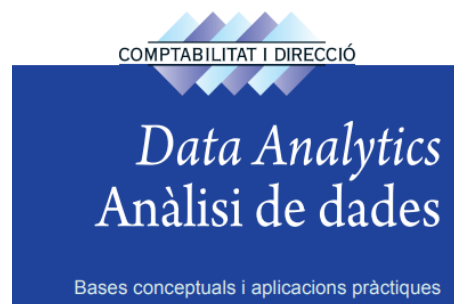 COMPTABILITAT I DIRECCIÓ
Data Analytics
Anàlisi de dades
Bases conceptuals i aplicacions pràctiques